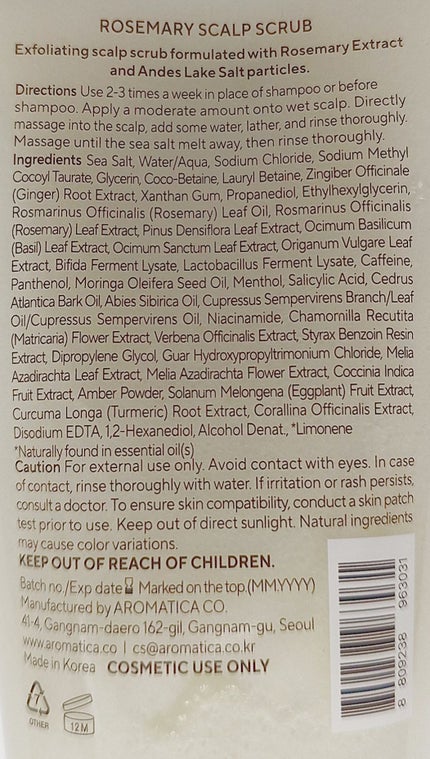 ROSEMARY SCALP SCRUB
Exfoliating scalp scrub formulated with Rosemary Extract
and Andes Lake Salt particles.
Directions Use 2-3 times a week in place of shampoo or before
shampoo. Apply a moderate amount onto wet scalp. Directly
massage into the scalp, add some water, lather, and rinse thoroughly.
Massage until the sea salt melt away, then rinse thoroughly.
Ingredients Sea Salt, Water/Aqua, Sodium Chloride, Sodium Methyl
Cocoyl Taurate, Glycerin, Coco-Betaine, Lauryl Betaine, Zingiber Officinale
(Ginger) Root Extract, Xanthan Gum, Propanediol, Ethylhexylglycerin,
Rosmarinus Officinalis (Rosemary) Leaf Oil, Rosmarinus Officinalis
(Rosemary) Leaf Extract, Pinus Densiflora Leaf Extract, Ocimum Basilicum
(Basil) Leaf Extract, Ocimum Sanctum Leaf Extract, Origanum Vulgare Leaf
Extract, Bifida Ferment Lysate, Lactobacillus Ferment Lysate, Caffeine,
Panthenol, Moringa Oleifera Seed Oil, Menthol, Salicylic Acid, Cedrus
Atlantica Bark Oil, Abies Sibirica Oil, Cupressus Sempervirens Branch/Leaf
Oil/Cupressus Sempervirens Oil, Niacinamide, Chamomilla Recutita
(Matricaria) Flower Extract, Verbena Officinalis Extract, Styrax Benzoin Resin
Extract, Dipropylene Glycol, Guar Hydroxypropyltrimonium Chloride, Melia
Azadirachta Leaf Extract, Melia Azadirachta Flower Extract, Coccinia Indica
Fruit Extract, Amber Powder, Solanum Melongena (Eggplant) Fruit Extract,
Curcuma Longa (Turmeric) Root Extract, Corallina Officinalis Extract,
Disodium EDTA, 1,2-Hexanediol, Alcohol Denat., *Limonene
*Naturally found in essential oil(s)
Caution For external use only. Avoid contact with eyes. In case
of contact, rinse thoroughly with water. If irritation or rash persists,
consult a doctor. To ensure skin compatibility, conduct a skin patch
test prior to use. Keep out of direct sunlight. Natural ingredients
may cause color variations.
KEEP OUT OF REACH OF CHILDREN.
Batch no./Exp date Marked on the top (MM.YYYY)
Manufactured by AROMATICA CO.
41-4, Gangnam-daero 162-gil, Gangnam-gu, Seoul
www.aromatica.co | cs@aromatica.co.kr
Made in Korea COSMETIC USE ONLY
OTHER
12M
8 809238 963031